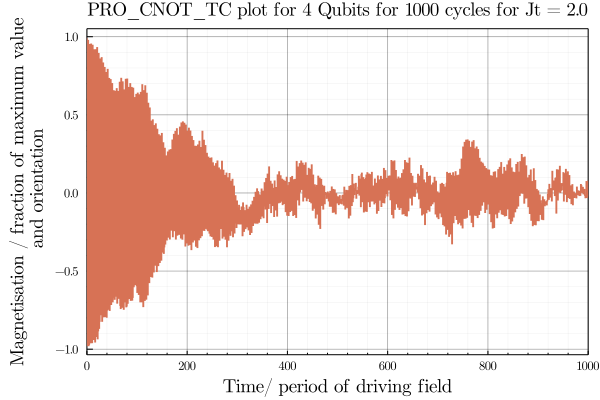 PRO_CNOT_TC plot for 4 Qubits for 1000 cycles for Jt = 2.0
Magnetisation / fraction of maximum value
and orientation
1.0
0.5
0.0
−0.5
−1.0
0 200 400 600 800 1000
Time/ period of driving field